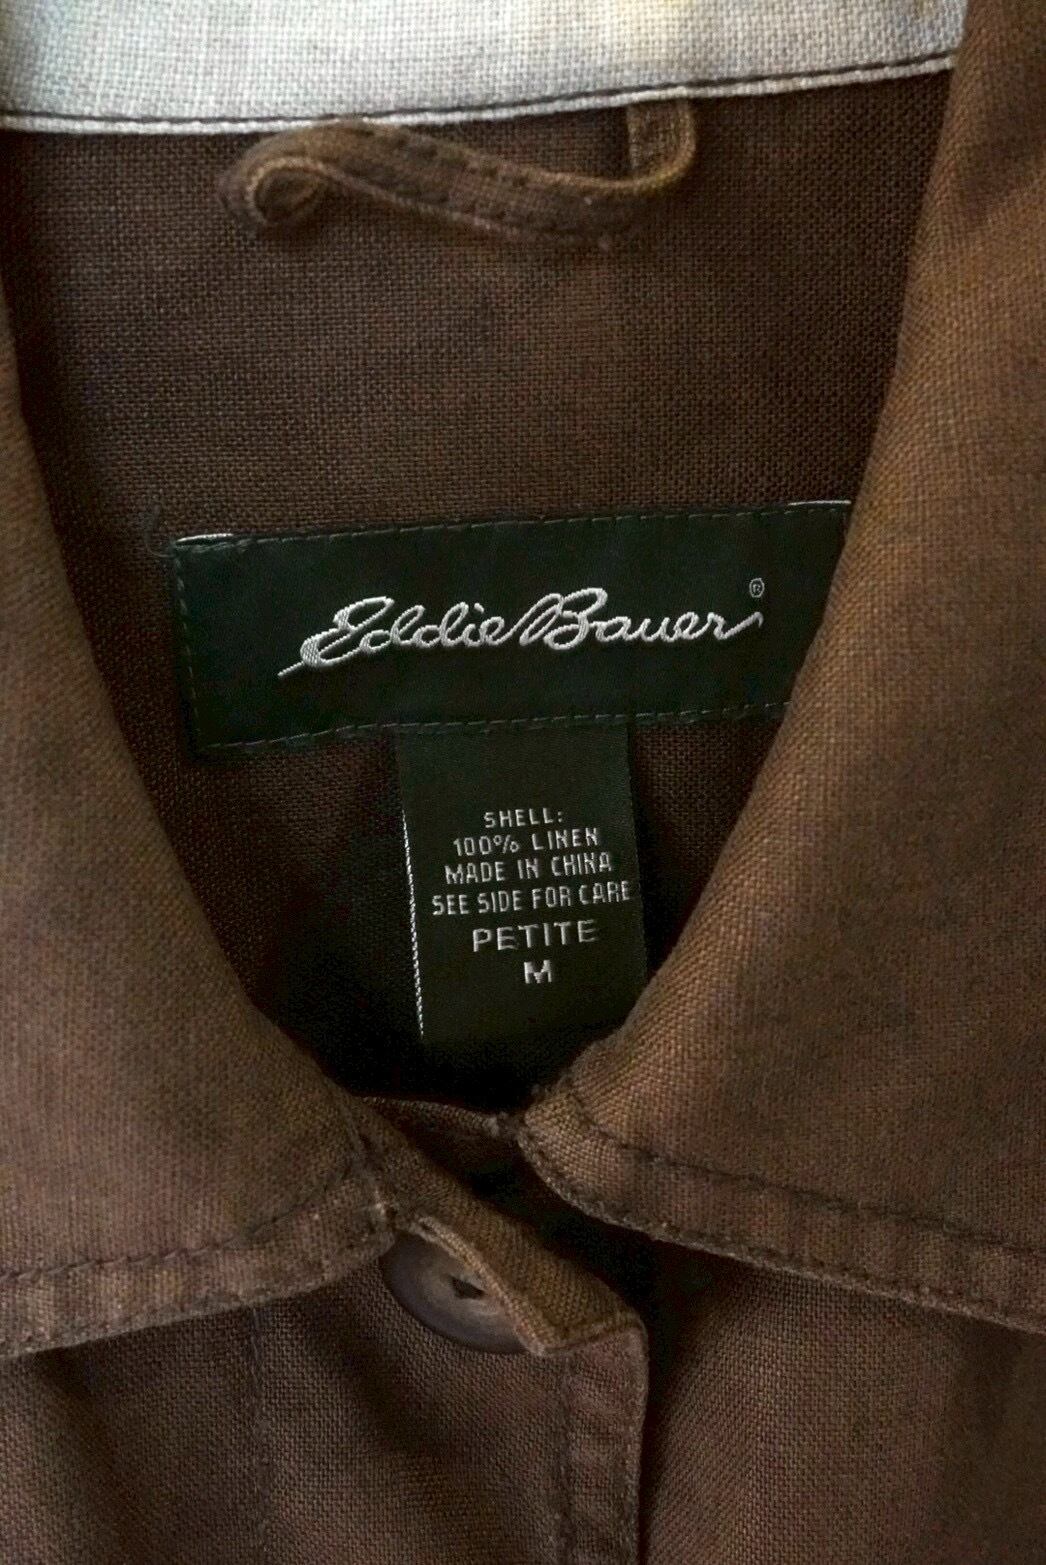 Eddie Bauer®
SHELL:
100% LINEN
MADE IN CHINA
SEE SIDE FOR CARE
PETITE
M